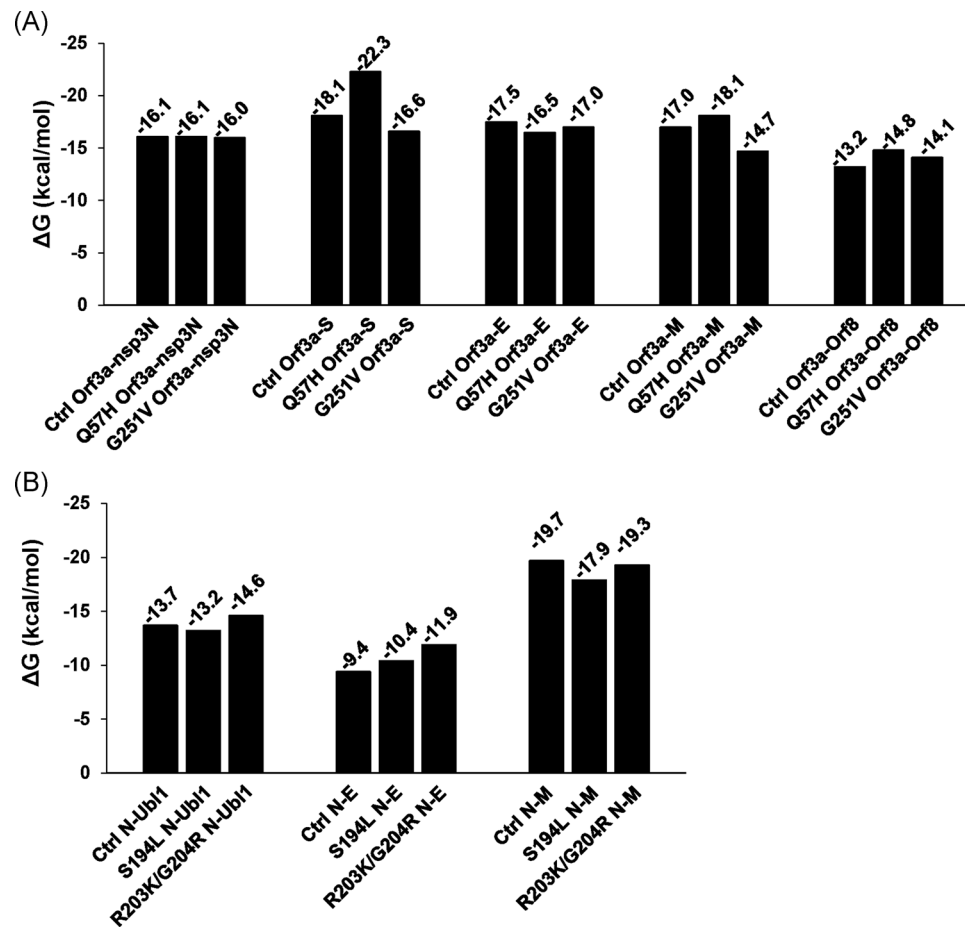 (A)
ΔG (kcal/mol)
-25
-20
-15
-10
-5
0
-16.1
-16.1
-16.0
-18.1
-22.3
-16.6
-17.5
-16.5
-17.0
-17.0
-18.1
-14.7
-13.2
-14.8
-14.1
Ctrl Orf3a-nsp3N
Q57H Orf3a-nsp3N
G251V Orf3a-nsp3N
Ctrl Orf3a-S
Q57H Orf3a-S
G251V Orf3a-S
Ctrl Orf3a-E
Q57H Orf3a-E
G251V Orf3a-E
Ctrl Orf3a-M
Q57H Orf3a-M
G251V Orf3a-M
Ctrl Orf3a-Orf8
Q57H Orf3a-Orf8
G251V Orf3a-Orf8
(B)
ΔG (kcal/mol)
-25
-20
-15
-10
-5
0
-13.7
-13.2
-14.6
-9.4
-10.4
-11.9
-19.7
-17.9
-19.3
Ctrl N-Ubl1
S194L N-Ubl1
R203K/G204R N-Ubl1
Ctrl N-E
S194L N-E
R203K/G204R N-E
Ctrl N-M
S194L N-M
R203K/G204R N-M